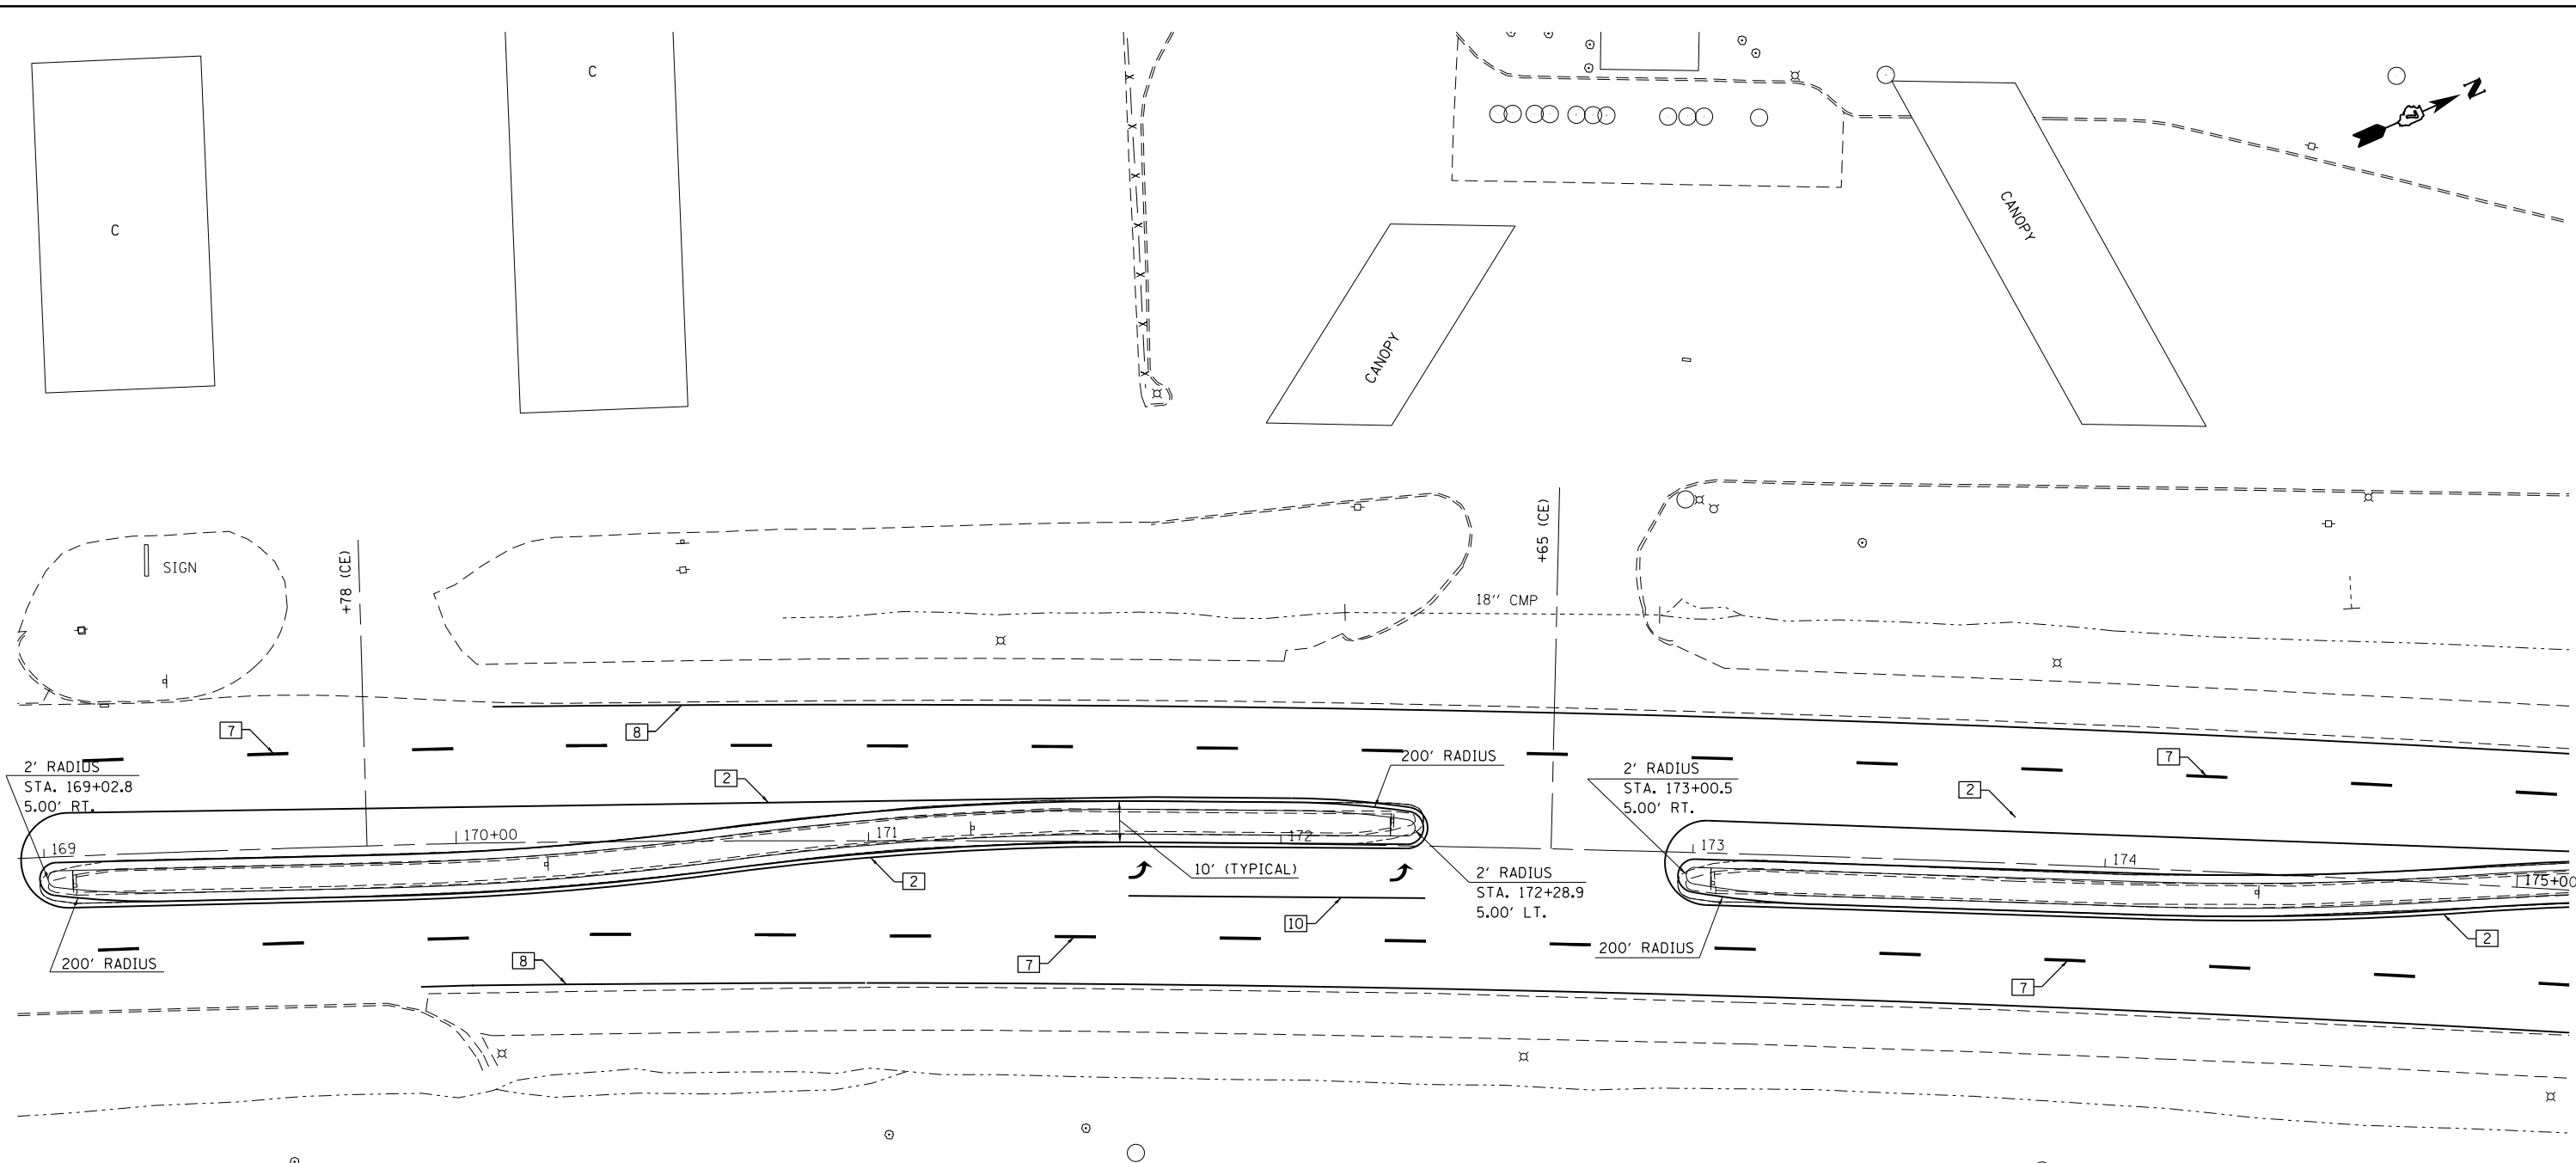 C
C
N
CANOPY
CANOPY
SIGN
+78 (CE)
+65 (CE)
18'' CMP
7
8
2
2' RADIUS
STA. 169+02.8
5.00' RT.
200' RADIUS
2' RADIUS
STA. 173+00.5
5.00' RT.
2
7
169
170+00
171
172
173
174
175+00
10' (TYPICAL)
2
2' RADIUS
STA. 172+28.9
5.00' LT.
10
200' RADIUS
8
7
200' RADIUS
2
7